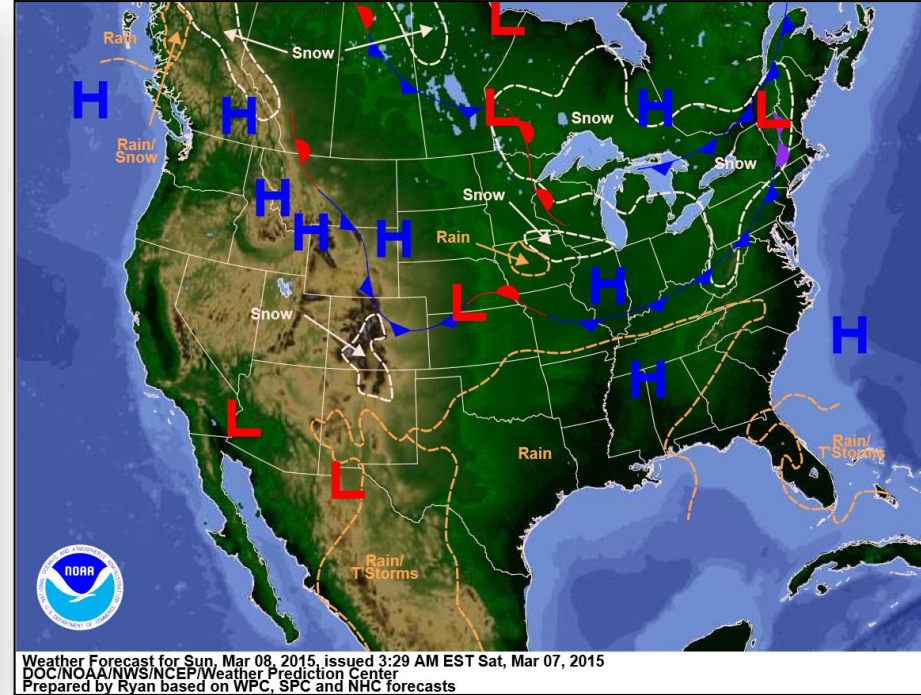 L
Rain
Snow
H
H
L
H
L
Snow
Rain/
Snow
Snow
Snow
H
H
Rain
H
H
L
Snow
H
H
L
Rain/
T'Storms
Rain
L
Rain/
T'Storms
NOAA
Weather Forecast for Sun, Mar 08, 2015, issued 3:29 AM EST Sat, Mar 07, 2015
DOC/NOAA/NWS/NCEP/Weather Prediction Center
Prepared by Ryan based on WPC, SPC and NHC forecasts